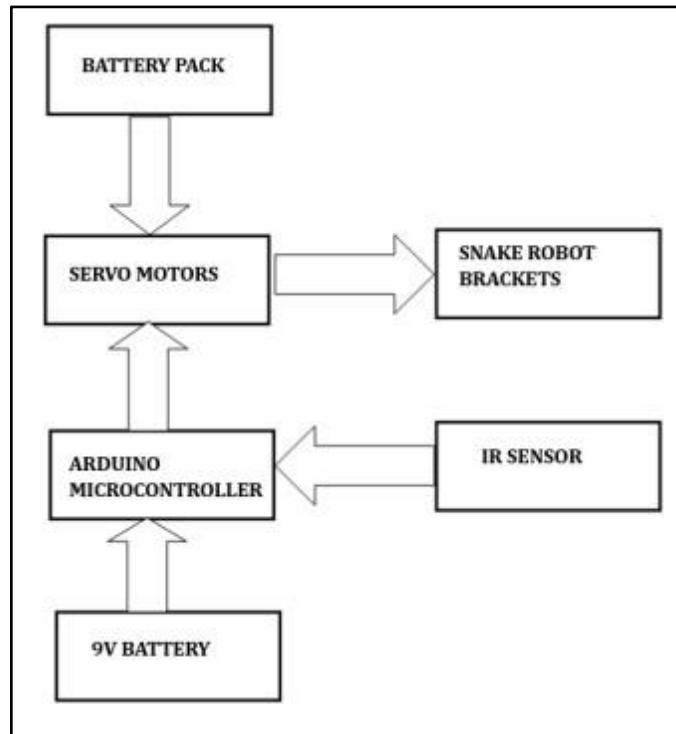 BATTERY PACK
SERVO MOTORS
SNAKE ROBOT
BRACKETS
ARDUINO
MICROCONTROLLER
IR SENSOR
9V BATTERY